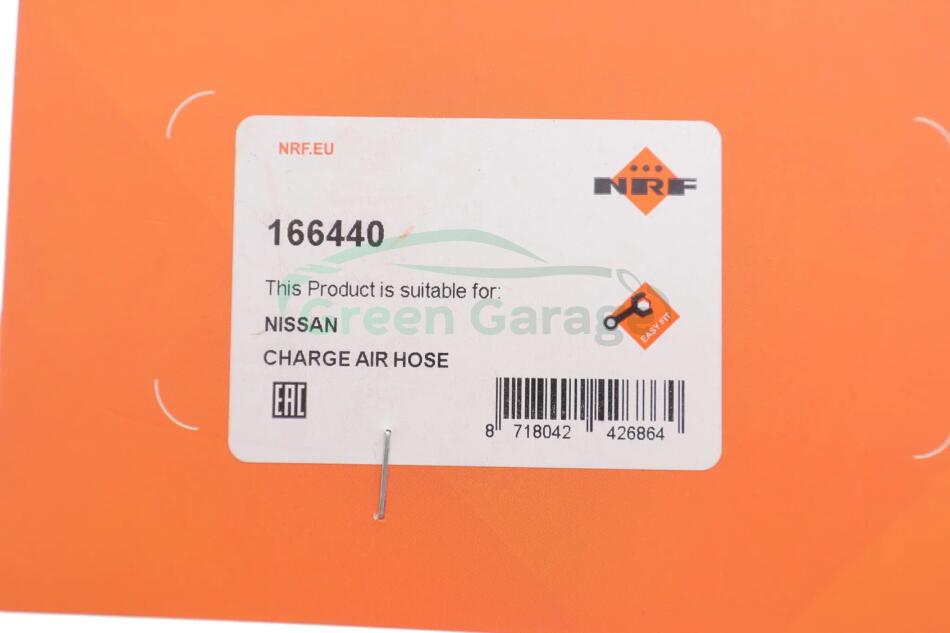 NRF.EU
NRF
166440
This Product is suitable for:
Green Garage
NISSAN
EASY FIT
CHARGE AIR HOSE
EAC
8 718042 426864